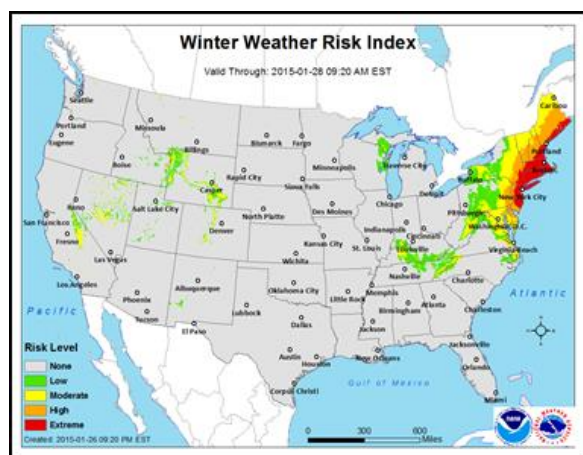 Winter Weather Risk Index
Valid Through: 2015-01-28 09:20 AM EST
Seattle
Portland
Eugene
Missoula
Billings
Boise
Bismarck
Fargo
Rapid City
Casper
Minneapolis
Sioux Falls
Traverse City
Caribou
Portland
Buffalo
Detroit
Chicago
New York City
Pittsburgh
Washington, D.C.
Virginia Beach
Reno
Salt Lake City
San Francisco
Fresno
Las Vegas
Los Angeles
Denver
North Platte
Des Moines
Kansas City
Indianapolis
Cincinnati
St. Louis
Louisville
Wichita
Nashville
Charlotte
Phoenix
Tucson
Albuquerque
El Paso
Lubbock
Oklahoma City
Little Rock
Memphis
Dallas
Jackson
Birmingham
Atlanta
Charleston
Austin
Houston
New Orleans
Corpus Christi
Jacksonville
Orlando
Miami
Pacific
Atlantic
Gulf of Mexico
Risk Level
None
Low
Moderate
High
Extreme
Created: 2015-01-26 09:20 PM EST
0
300
600
Miles